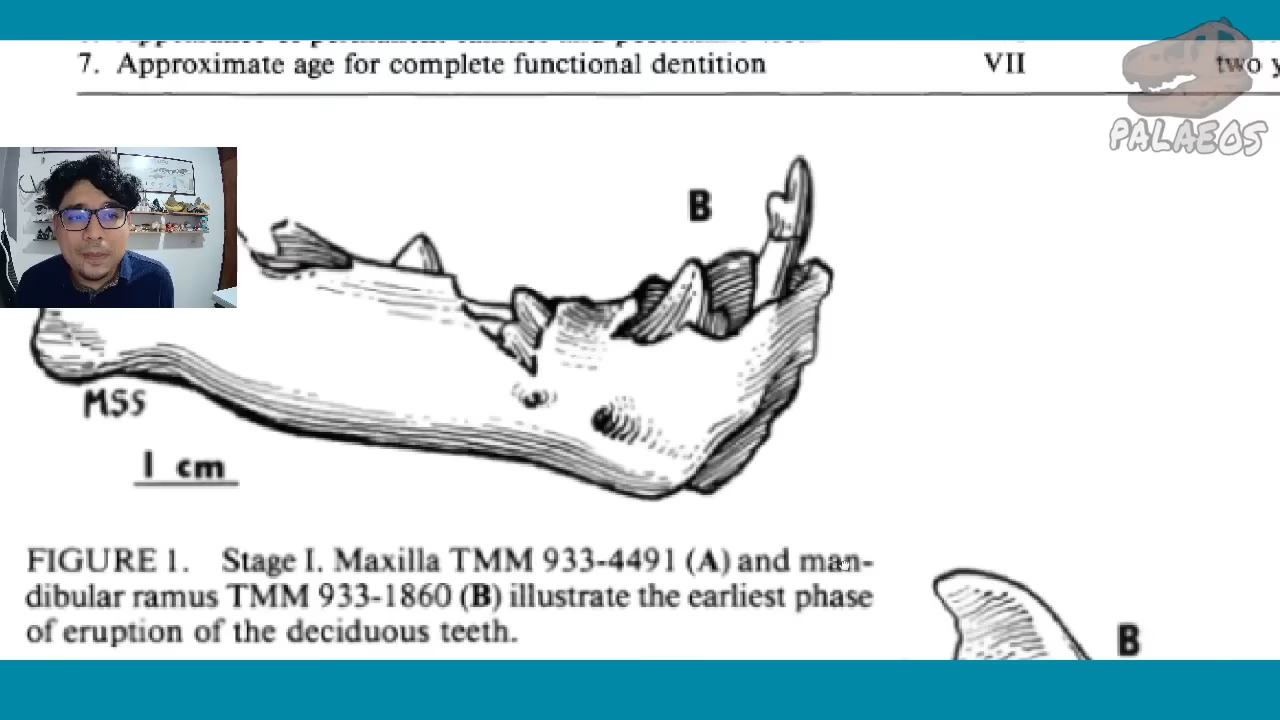 7. Approximate age for complete functional dentition VII two y
PALAEOS
B
MSS
1 cm
FIGURE 1. Stage I. Maxilla TMM 933-4491 (A) and man-
dibular ramus TMM 933-1860 (B) illustrate the earliest phase
of eruption of the deciduous teeth.
B